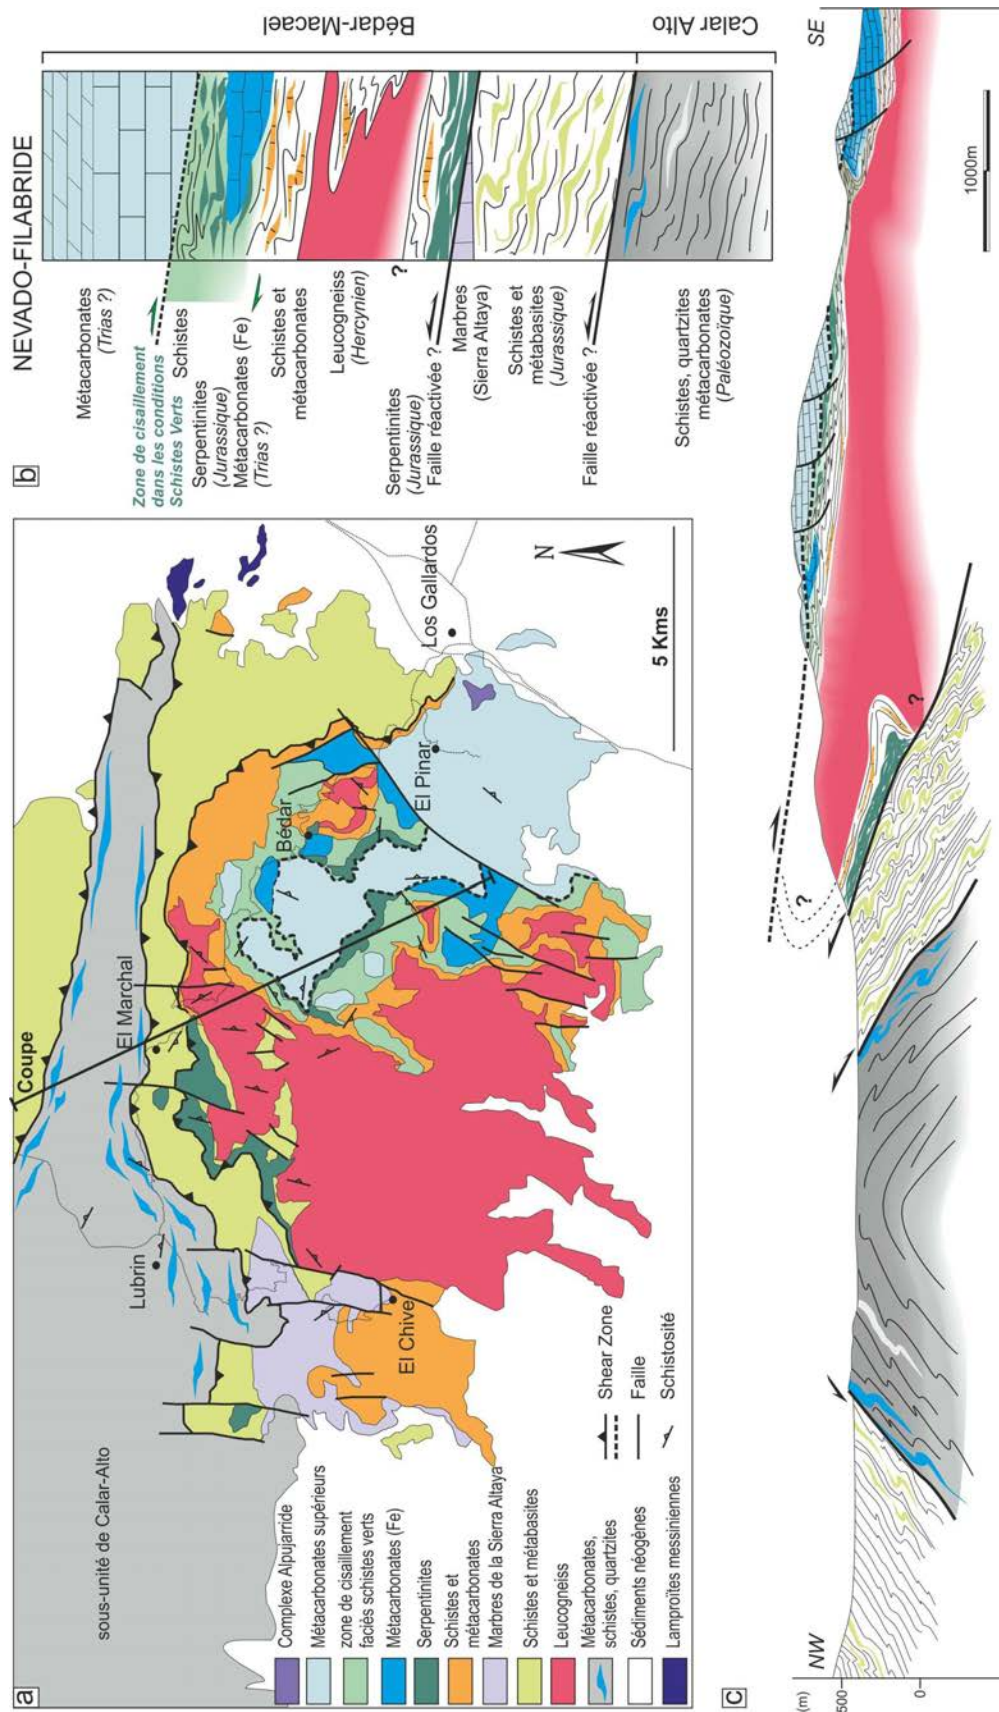 a
sous-unité de Calar-Alto
Coupe
Lubrin
El Marchal
El Chive
Bédar
El Pinar
Los Gallardos
N
5 Kms
Complexe Alpujarride
Métacarbonates supérieurs
zone de cisaillement
faciès schistes verts
Métacarbonates (Fe)
Serpentinites
Schistes et
métacarbonates
Marbres de la Sierra Altaya
Schistes et métabasites
Leucogneiss
Métacarbonates,
schistes, quartzites
Sédiments néogènes
Lamproïtes messiniennes
Shear Zone
Faille
Schistosité
b
NEVADO-FILABRIDE
Métacarbonates
(Trias ?)
Zone de cisaillement
dans les conditions
Schistes Verts
Schistes
Serpentinites
(Jurassique)
Métacarbonates (Fe)
(Trias ?)
Schistes et
métacarbonates
Leucogneiss
(Hercynien)
?
Serpentinites
(Jurassique)
Faille réactivée ?
Marbres
(Sierra Altaya)
Schistes et
métabasites
(Jurassique)
Faille réactivée ?
Schistes, quartzites
métacarbonates
(Paléozoïque)
Bédar-Macael
Calar Alto
c
NW
SE
(m)
500
0
?
?
1000m